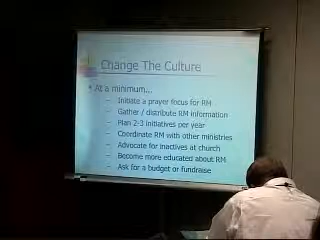 Change The Culture
• At a minimum...
– Initiate a prayer focus for RM
– Gather / distribute RM information
– Plan 2-3 initiatives per year
– Coordinate RM with other ministries
– Advocate for inactives at church
– Become more educated about RM
– Ask for a budget or fundraise